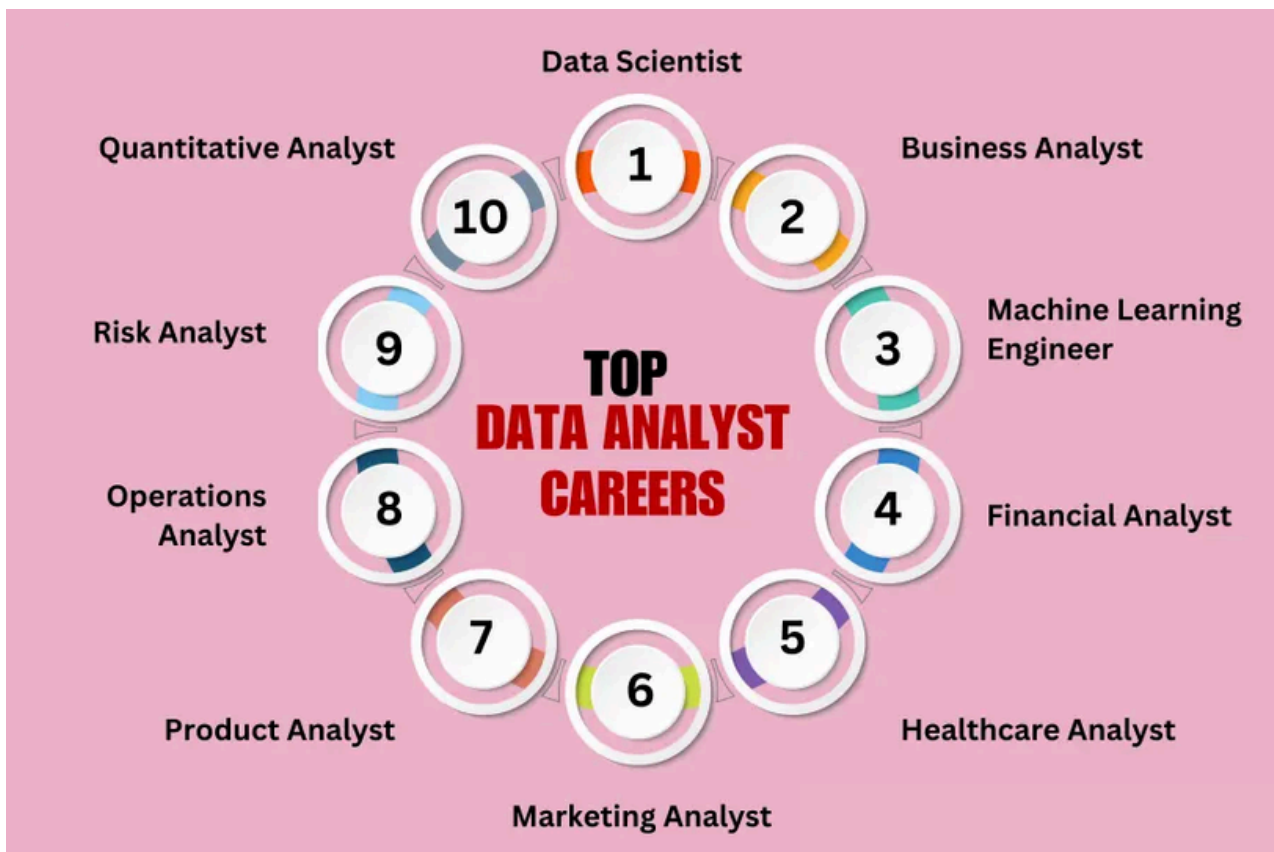 Data Scientist
1
Business Analyst
2
Machine Learning
Engineer
3
Financial Analyst
4
Healthcare Analyst
5
Marketing Analyst
6
Product Analyst
7
Operations
Analyst
8
Risk Analyst
9
Quantitative Analyst
10
TOP
DATA ANALYST
CAREERS